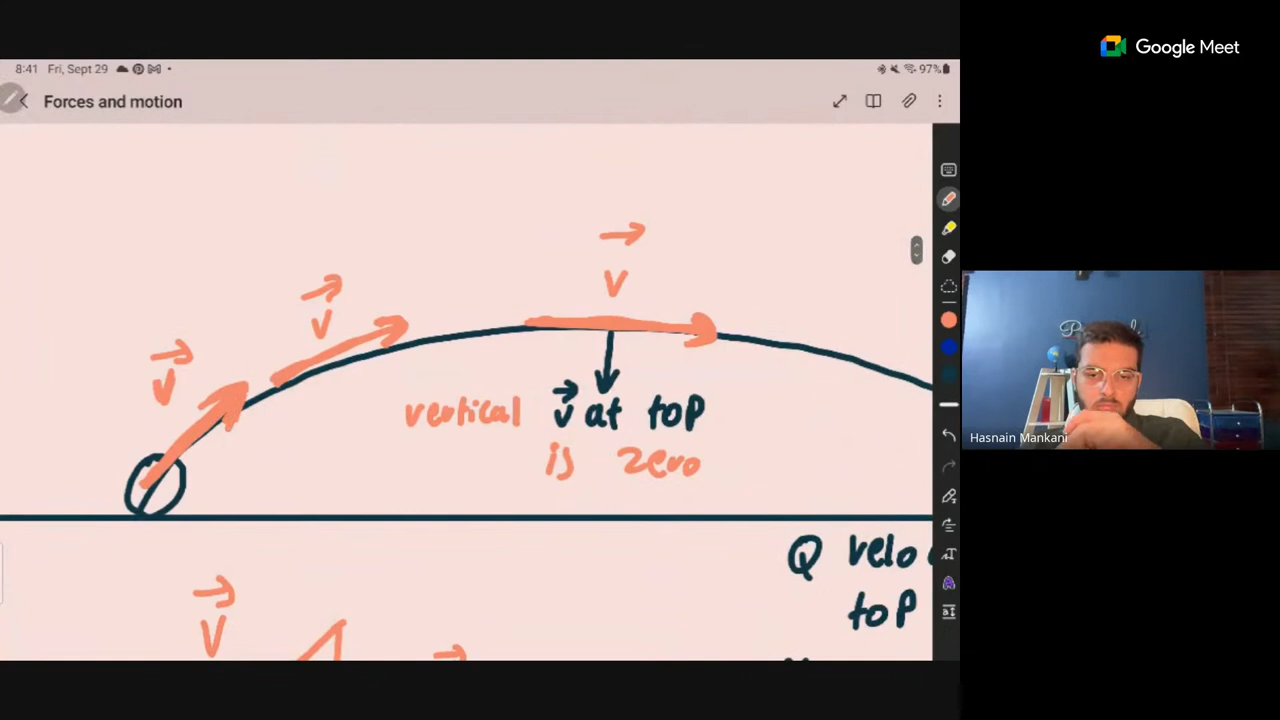 Google Meet
8:41 Fri, Sept 29
97%
Forces and motion
v
v
v
vertical v at top
is zero
Q velo
top
V
Hasnain Mankani